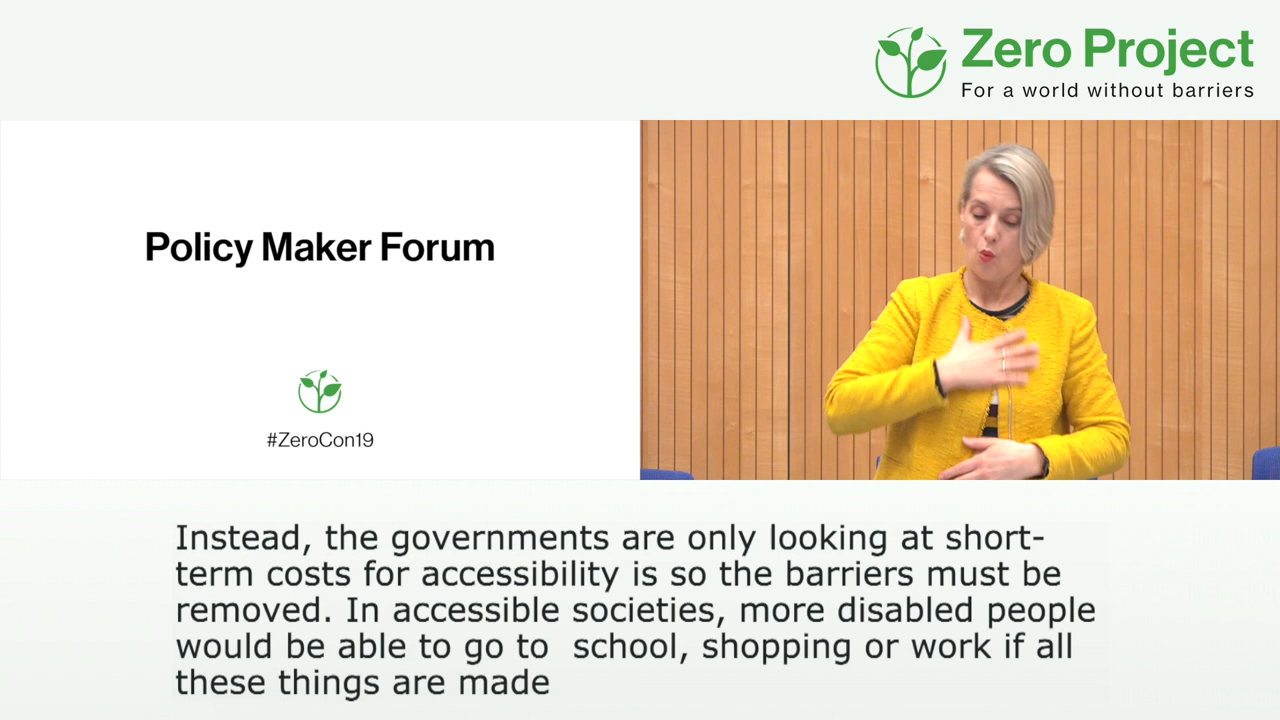 Zero Project
For a world without barriers
Policy Maker Forum
#ZeroCon19
Instead, the governments are only looking at short-
term costs for accessibility is so the barriers must be
removed. In accessible societies, more disabled people
would be able to go to  school, shopping or work if all
these things are made